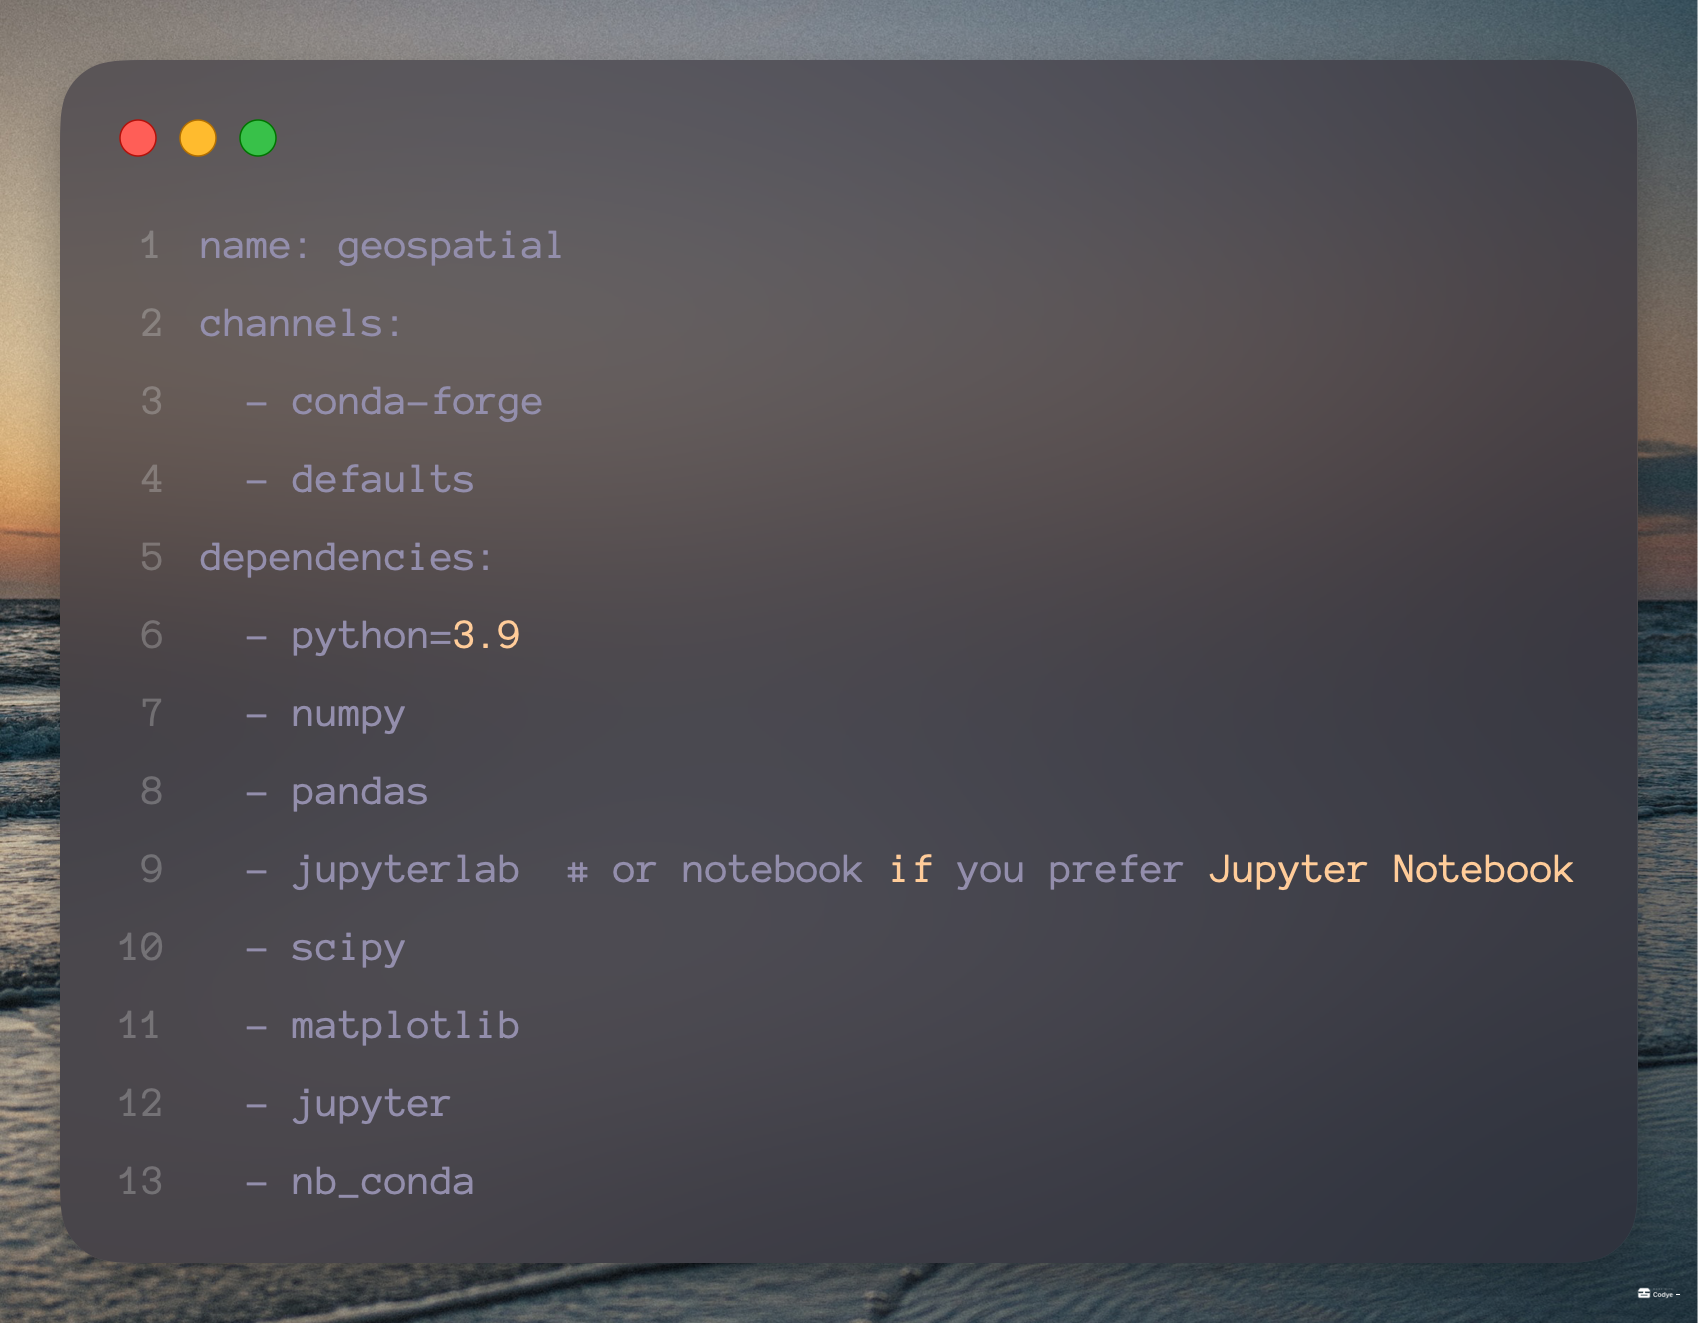 1 name: geospatial
2 channels:
3   - conda-forge
4   - defaults
5 dependencies:
6   - python=3.9
7   - numpy
8   - pandas
9   - jupyterlab  # or notebook if you prefer Jupyter Notebook
10   - scipy
11   - matplotlib
12   - jupyter
13   - nb_conda
Codye